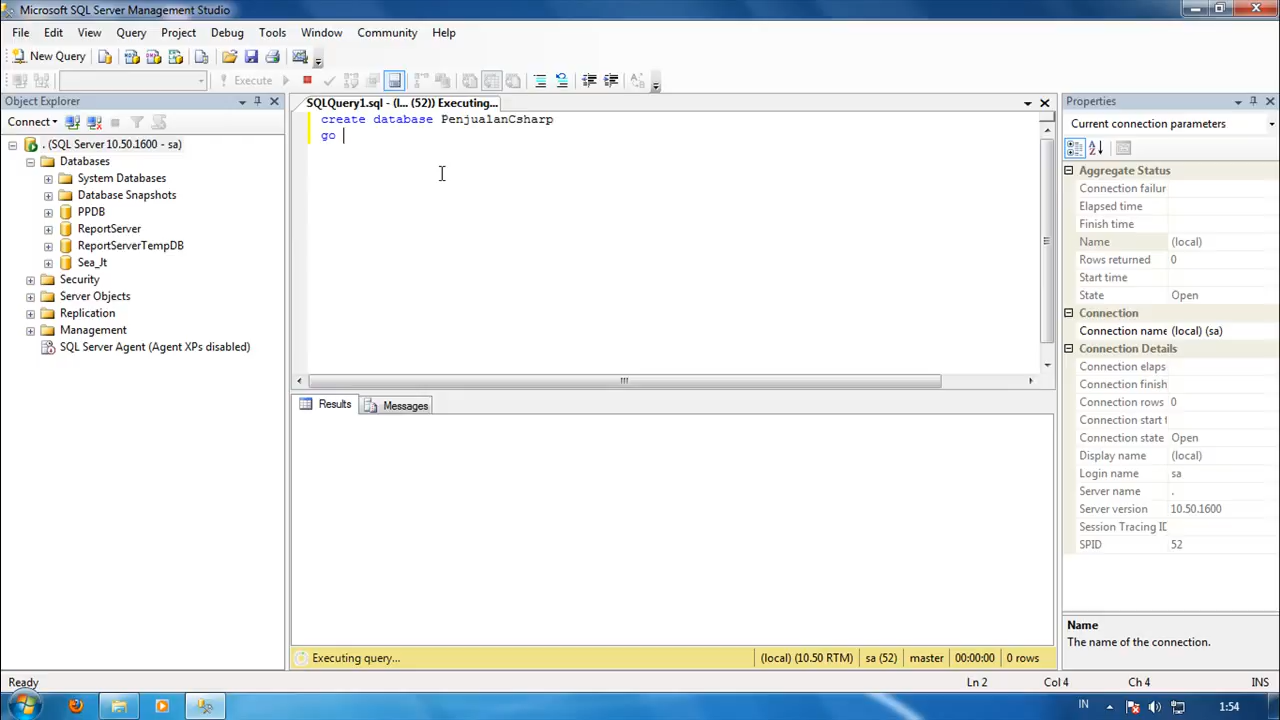 Microsoft SQL Server Management Studio
File Edit View Query Project Debug Tools Window Community Help
New Query
Execute
Object Explorer
SQLQuery1.sql - (l... (52)) Executing...
Properties
Connect
create database PenjualanCsharp
go
Current connection parameters
. (SQL Server 10.50.1600 - sa)
Databases
System Databases
Database Snapshots
PPDB
ReportServer
ReportServerTempDB
Sea_Jt
Security
Server Objects
Replication
Management
SQL Server Agent (Agent XPs disabled)
Aggregate Status
Connection failur
Elapsed time
Finish time
Name (local)
Rows returned 0
Start time
State Open
Connection
Connection name (local) (sa)
Connection Details
Connection elaps
Connection finish
Connection rows 0
Connection start t
Connection state Open
Display name (local)
Login name sa
Server name .
Server version 10.50.1600
Session Tracing ID
SPID 52
Results Messages
Name
The name of the connection.
Executing query... (local) (10.50 RTM) sa (52) master 00:00:00 0 rows
Ready Ln 2 Col 4 Ch 4 INS
IN 1:54